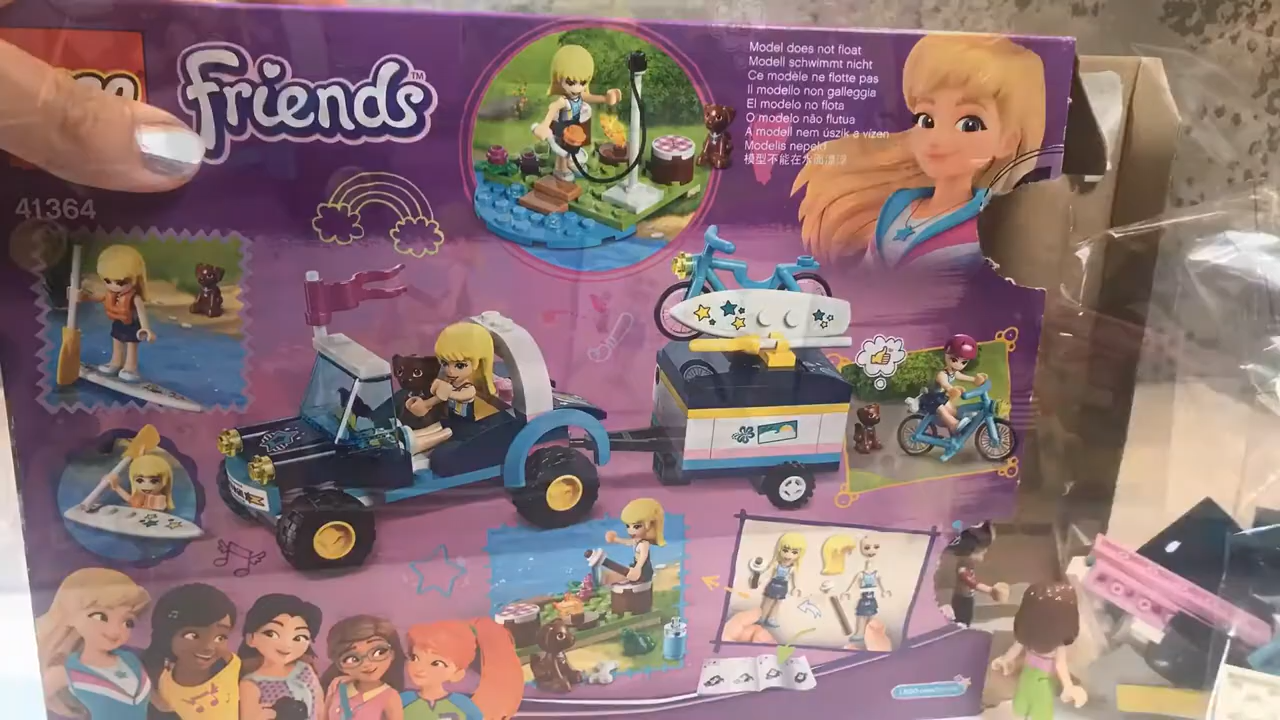 friends™
41364
Model does not float
Modell schwimmt nicht
Ce modèle ne flotte pas
Il modello non galleggia
El modelo no flota
O modelo não flutua
A modell nem úszik a vízen
Modelis nepeld
模型不能在水面漂浮